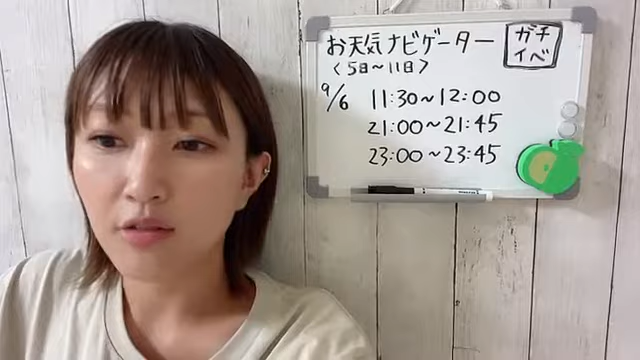 お天気ナビゲーター
ガチ
イベ
〈5日～11日〉
9/6 11:30～12:00
21:00～21:45
23:00～23:45